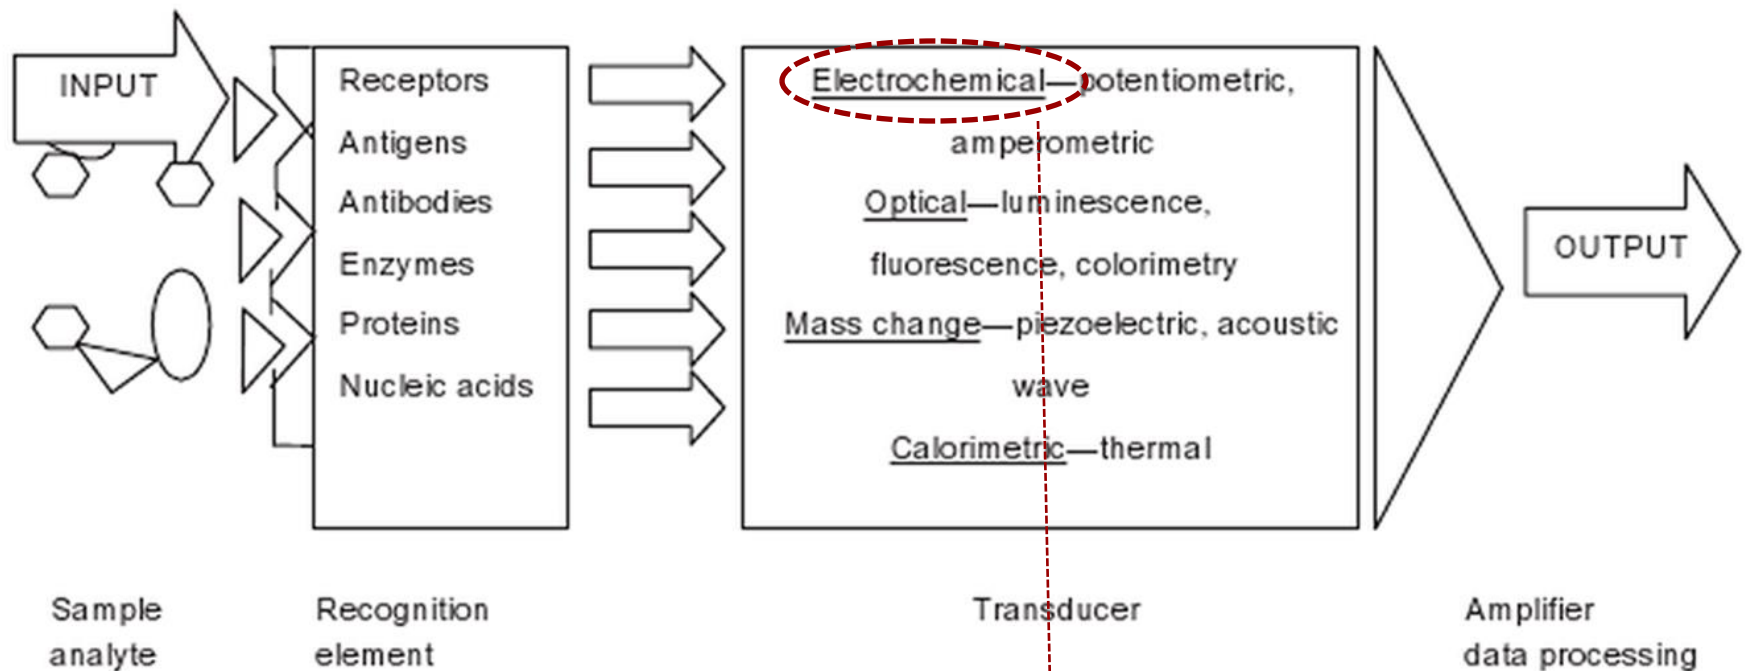 INPUT
Receptors
Antigens
Antibodies
Enzymes
Proteins
Nucleic acids
Electrochemical—potentiometric,
amperometric
Optical—luminescence,
fluorescence, colorimetry
Mass change—piezoelectric, acoustic
wave
Calorimetric—thermal
OUTPUT
Sample
analyte
Recognition
element
Transducer
Amplifier
data processing